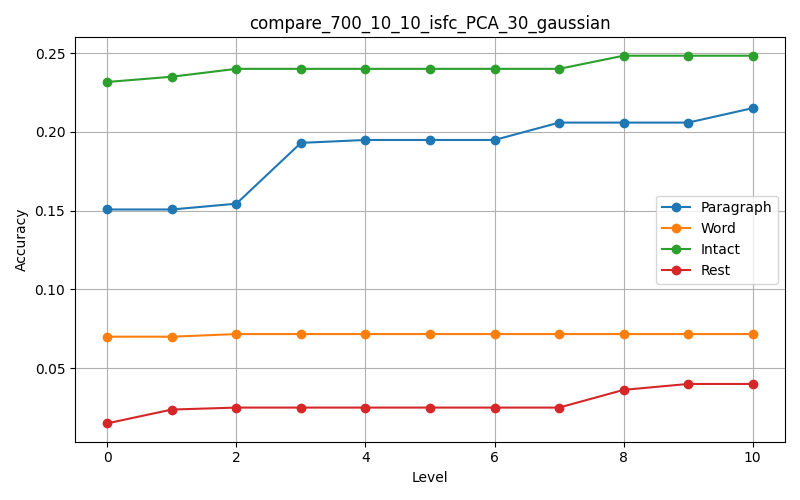 compare_700_10_10_isfc_PCA_30_gaussian
0.25
0.20
0.15
0.10
0.05
Accuracy
Paragraph
Word
Intact
Rest
0 2 4 6 8 10
Level